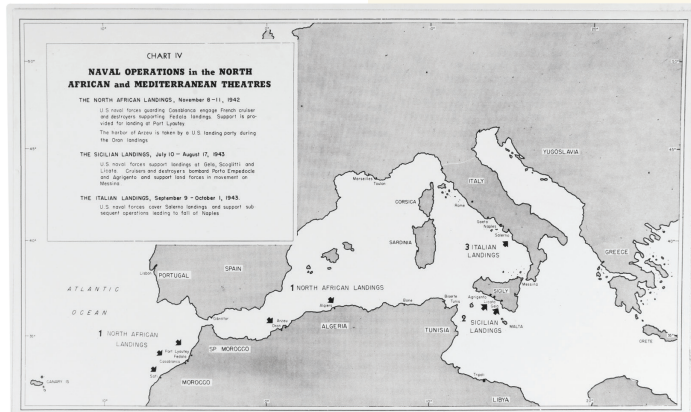 CHART IV
NAVAL OPERATIONS in the NORTH
AFRICAN and MEDITERRANEAN THEATRES
THE NORTH AFRICAN LANDINGS, November 8-11, 1942
U.S naval forces guarding Casablanca engage French cruiser
and destroyers supporting Fedala landings. Support is pro-
vided for landing at Port Lyautey.
The harbor of Arzeu is taken by a U.S. landing party during
the Oran landings
THE SICILIAN LANDINGS, July 10 - August 17, 1943
U.S naval forces support landings at Gela, Scoglitti and
Licata. Cruisers and destroyers bombard Porto Empedocle
and Agrigento and support land forces in movement on
Messina.
THE ITALIAN LANDINGS, September 9 - October 1, 1943.
U.S naval forces cover Salerno landings and support sub
sequent operations leading to fall of Naples
YUGOSLAVIA
Marseilles
Toulon
ITALY
CORSICA
Rome
Naples
Salerno
SARDINIA
3 ITALIAN
LANDINGS
GREECE
Lisbon
PORTUGAL
SPAIN
ATLANTIC
OCEAN
1 NORTH AFRICAN LANDINGS
Messina
SICILY
Agrigento
Licata
Gela
Bizerte
Tunis
Bone
Algiers
Gibraltar
Arzeu
Oran
ALGERIA
TUNISIA
2
SICILIAN
LANDINGS
MALTA
CRETE
1 NORTH AFRICAN
LANDINGS
SP. MOROCCO
Port Lyautey
Fedala
Casablanca
Safi
MOROCCO
CANARY IS
Tripoli
LIBYA